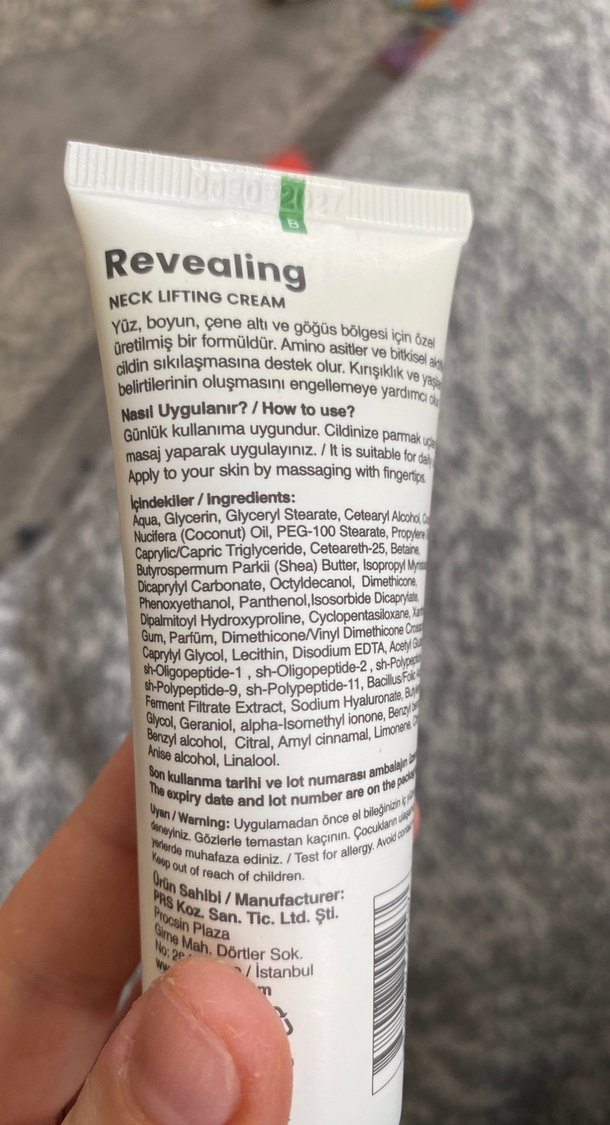 2027
B
Revealing
NECK LIFTING CREAM
Yüz, boyun, çene altı ve göğüs bölgesi için özel
üretilmiş bir formüldür. Amino asitler ve bitkisel
cildin sıkılaşmasına destek olur. Kırışıklık ve
belirtilerinin oluşmasını engellemeye yardımcı
Nasıl Uygulanır? / How to use?
Günlük kullanıma uygundur. Cildinize parmak
masaj yaparak uygulayınız. / It is suitable for daily
Apply to your skin by massaging with fingertips.
İçindekiler / Ingredients:
Aqua, Glycerin, Glyceryl Stearate, Cetearyl Alcohol,
Nucifera (Coconut) Oil, PEG-100 Stearate, Propylene
Caprylic/Capric Triglyceride, Ceteareth-25, Betaine,
Butyrospermum Parkii (Shea) Butter, Isopropyl
Dicaprylyl Carbonate, Octyldecanol, Dimethicone,
Phenoxyethanol, Panthenol,Isosorbide Dicaprylate,
Dipalmitoyl Hydroxyproline, Cyclopentasiloxane,
Gum, Parfüm, Dimethicone/Vinyl Dimethicone
Caprylyl Glycol, Lecithin, Disodium EDTA, Acetyl
sh-Oligopeptide-1 , sh-Oligopeptide-2 ,
sh-Polypeptide-9, sh-Polypeptide-11, Bacillus/Folic
Ferment Filtrate Extract, Sodium Hyaluronate,
Glycol, Geraniol, alpha-Isomethyl ionone, Benzyl
Benzyl alcohol, Citral, Amyl cinnamal, Limonene,
Anise alcohol, Linalool.
Son kullanma tarihi ve lot numarası ambalajın
The expiry date and lot number are on the
Uyarı / Warning: Uygulamadan önce el bileğinizin iç
deneyiniz. Gözlerle temastan kaçının. Çocukların
yerlerde muhafaza ediniz. / Test for allergy. Avoid
Keep out of reach of children.
Ürün Sahibi / Manufacturer:
PRS Koz. San. Tic. Ltd. Şti.
Procsin Plaza
Girne Mah. Dörtler Sok.
No: / İstanbul